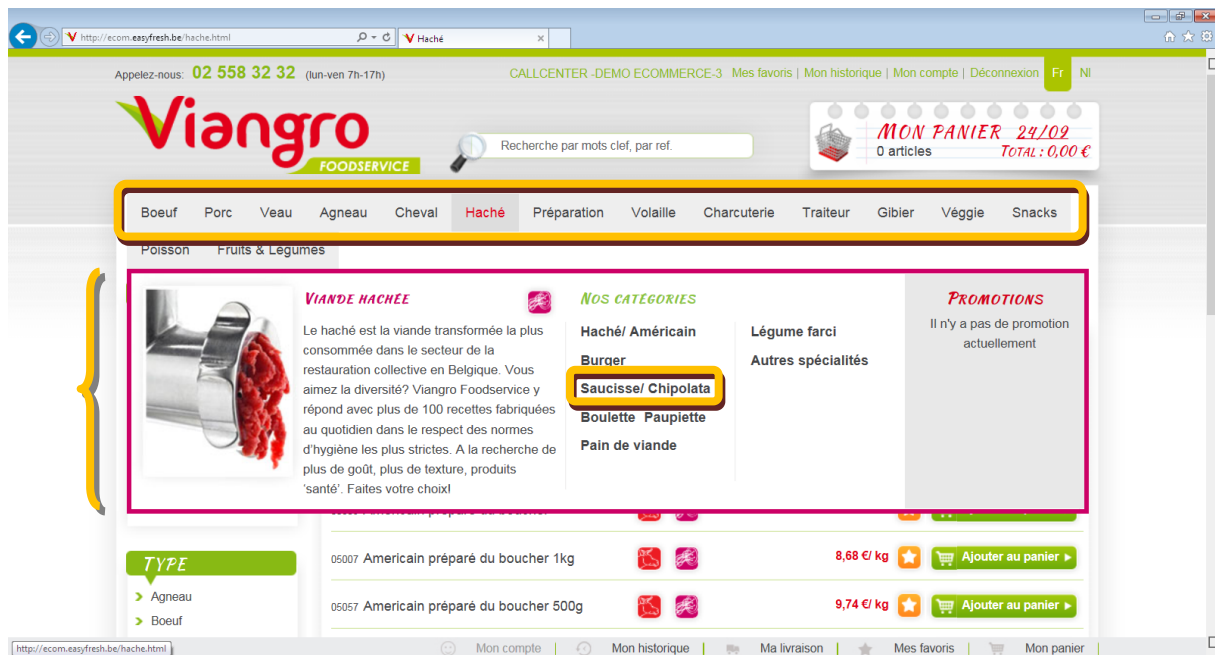 http://ecom.easyfresh.be/hache.html
Haché
Appelez-nous: 02 558 32 32 (lun-ven 7h-17h)
CALLCENTER -DEMO ECOMMERCE-3 Mes favoris | Mon historique | Mon compte | Déconnexion Fr Nl
Viangro
FOODSERVICE
Recherche par mots clef, par ref.
MON PANIER 24/09
0 articles TOTAL : 0,00 €
Boeuf Porc Veau Agneau Cheval Haché Préparation Volaille Charcuterie Traiteur Gibier Véggie Snacks
Poisson Fruits & Legumes
VIANDE HACHÉE
Le haché est la viande transformée la plus
consommée dans le secteur de la
restauration collective en Belgique. Vous
aimez la diversité? Viangro Foodservice y
répond avec plus de 100 recettes fabriquées
au quotidien dans le respect des normes
d'hygiène les plus strictes. A la recherche de
plus de goût, plus de texture, produits
'santé'. Faites votre choix!
NOS CATÉGORIES
Haché/ Américain
Burger
Saucisse/ Chipolata
Boulette Paupiette
Pain de viande
Légume farci
Autres spécialités
PROMOTIONS
Il n'y a pas de promotion
actuellement
Americain préparé du boucher
TYPE
Agneau
Boeuf
05007 Americain préparé du boucher 1kg 8,68 €/ kg Ajouter au panier
05057 Americain préparé du boucher 500g 9,74 €/ kg Ajouter au panier
http://ecom.easyfresh.be/hache.html
Mon compte | Mon historique | Ma livraison | Mes favoris | Mon panier |